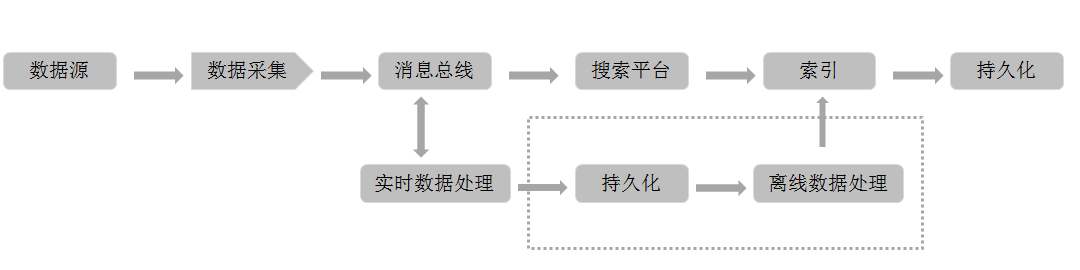 数据源
数据采集
消息总线
搜索平台
索引
持久化
实时数据处理
持久化
离线数据处理